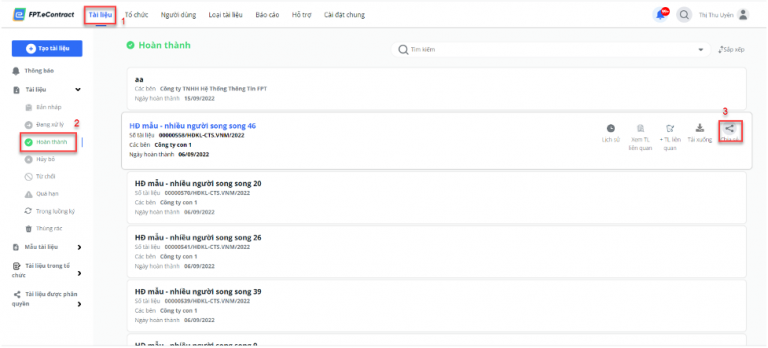 FPT.eContract
Tài liệu
1
Tổ chức
Người dùng
Loại tài liệu
Báo cáo
Hỗ trợ
Cài đặt chung
Thị Thu Uyên
+ Tạo tài liệu
Thông báo
Tài liệu
Bản nháp
Đang xử lý
2
Hoàn thành
Hủy bỏ
Từ chối
Quá hạn
Trong luồng ký
Thùng rác
Mẫu tài liệu
Tài liệu trong tổ
chức
Tài liệu được phân
quyền
Hoàn thành
Tìm kiếm
Sắp xếp
aa
Các bên Công ty TNHH Hệ Thống Thông Tin FPT
Ngày hoàn thành 15/09/2022
HĐ mẫu - nhiều người song song 46
Số tài liệu 00000558/HĐKL-CTS.VNM/2022
Các bên Công ty con 1
Ngày hoàn thành 06/09/2022
Lịch sử
Xem TL
liên quan
+ TL liên
quan
Tải xuống
3
HĐ mẫu - nhiều người song song 20
Số tài liệu 00000570/HĐKL-CTS.VNM/2022
Các bên Công ty con 1
Ngày hoàn thành 06/09/2022
HĐ mẫu - nhiều người song song 26
Số tài liệu 00000541/HĐKL-CTS.VNM/2022
Các bên Công ty con 1
Ngày hoàn thành 06/09/2022
HĐ mẫu - nhiều người song song 39
Số tài liệu 00000539/HĐKL-CTS.VNM/2022
Các bên Công ty con 1
Ngày hoàn thành 06/09/2022
HĐ mẫu - nhiều người song song